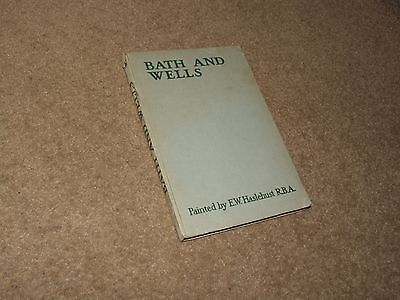 BATH AND
WELLS
Painted by E.W. Haslehust R.B.A.